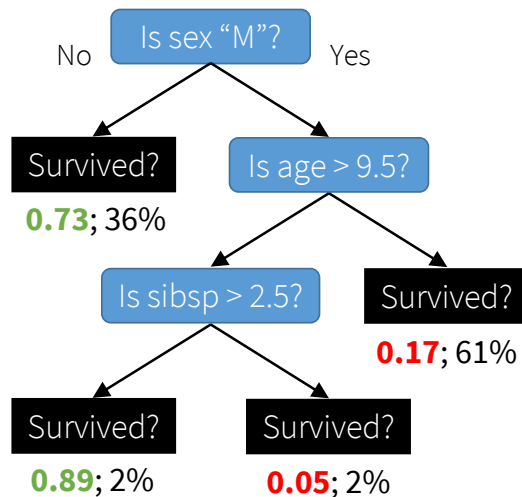 Is sex “M”?
No
Yes
Survived?
Is age > 9.5?
0.73; 36%
Is sibsp > 2.5?
Survived?
0.17; 61%
Survived?
Survived?
0.89; 2%
0.05; 2%